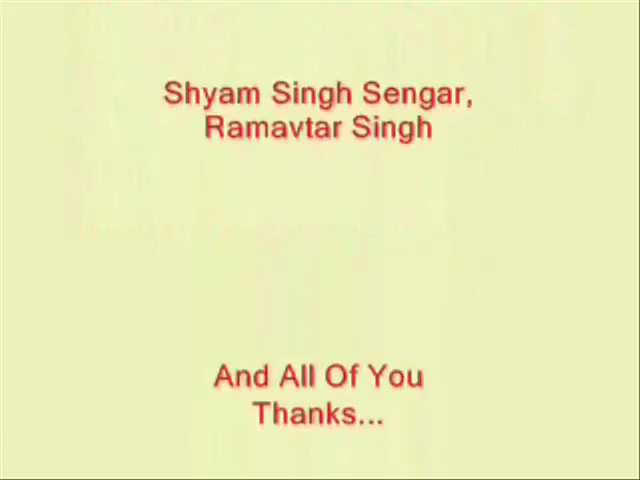 Shyam Singh Sengar,
Ramavtar Singh
And All Of You
Thanks...